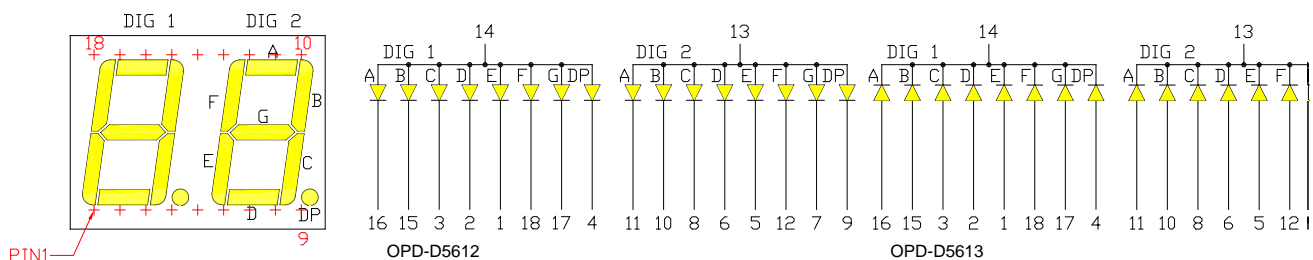 DIG 1 DIG 2
18 10
A
F B
G
E C
D DP
9
PIN1
14
DIG 1
A B C D E F G DP
16 15 3 2 1 18 17 4
13
DIG 2
A B C D E F G DP
11 10 8 6 5 12 7 9
OPD-D5612
14
DIG 1
A B C D E F G DP
16 15 3 2 1 18 17 4
OPD-D5613
13
DIG 2
A B C D E F
11 10 8 6 5 12